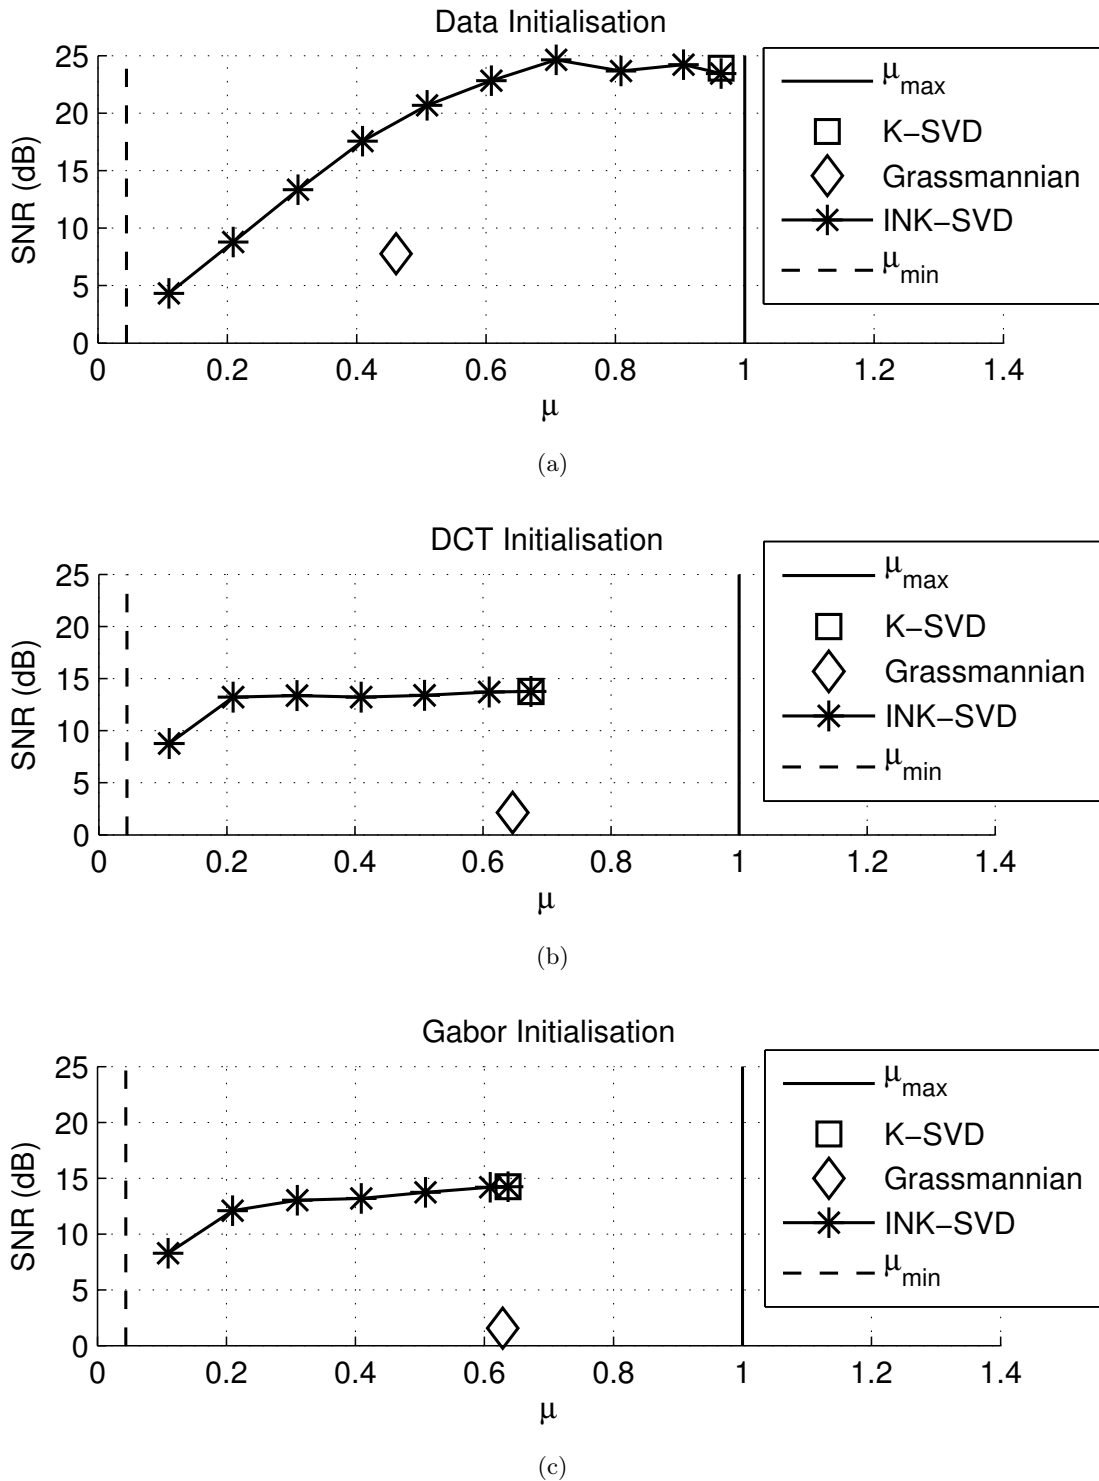 Data Initialisation
25
20
15
10
5
0
SNR (dB)
0 0.2 0.4 0.6 0.8 1 1.2 1.4
μ
μmax
K−SVD
Grassmannian
INK−SVD
μmin
(a)
DCT Initialisation
25
20
15
10
5
0
SNR (dB)
0 0.2 0.4 0.6 0.8 1 1.2 1.4
μ
μmax
K−SVD
Grassmannian
INK−SVD
μmin
(b)
Gabor Initialisation
25
20
15
10
5
0
SNR (dB)
0 0.2 0.4 0.6 0.8 1 1.2 1.4
μ
μmax
K−SVD
Grassmannian
INK−SVD
μmin
(c)